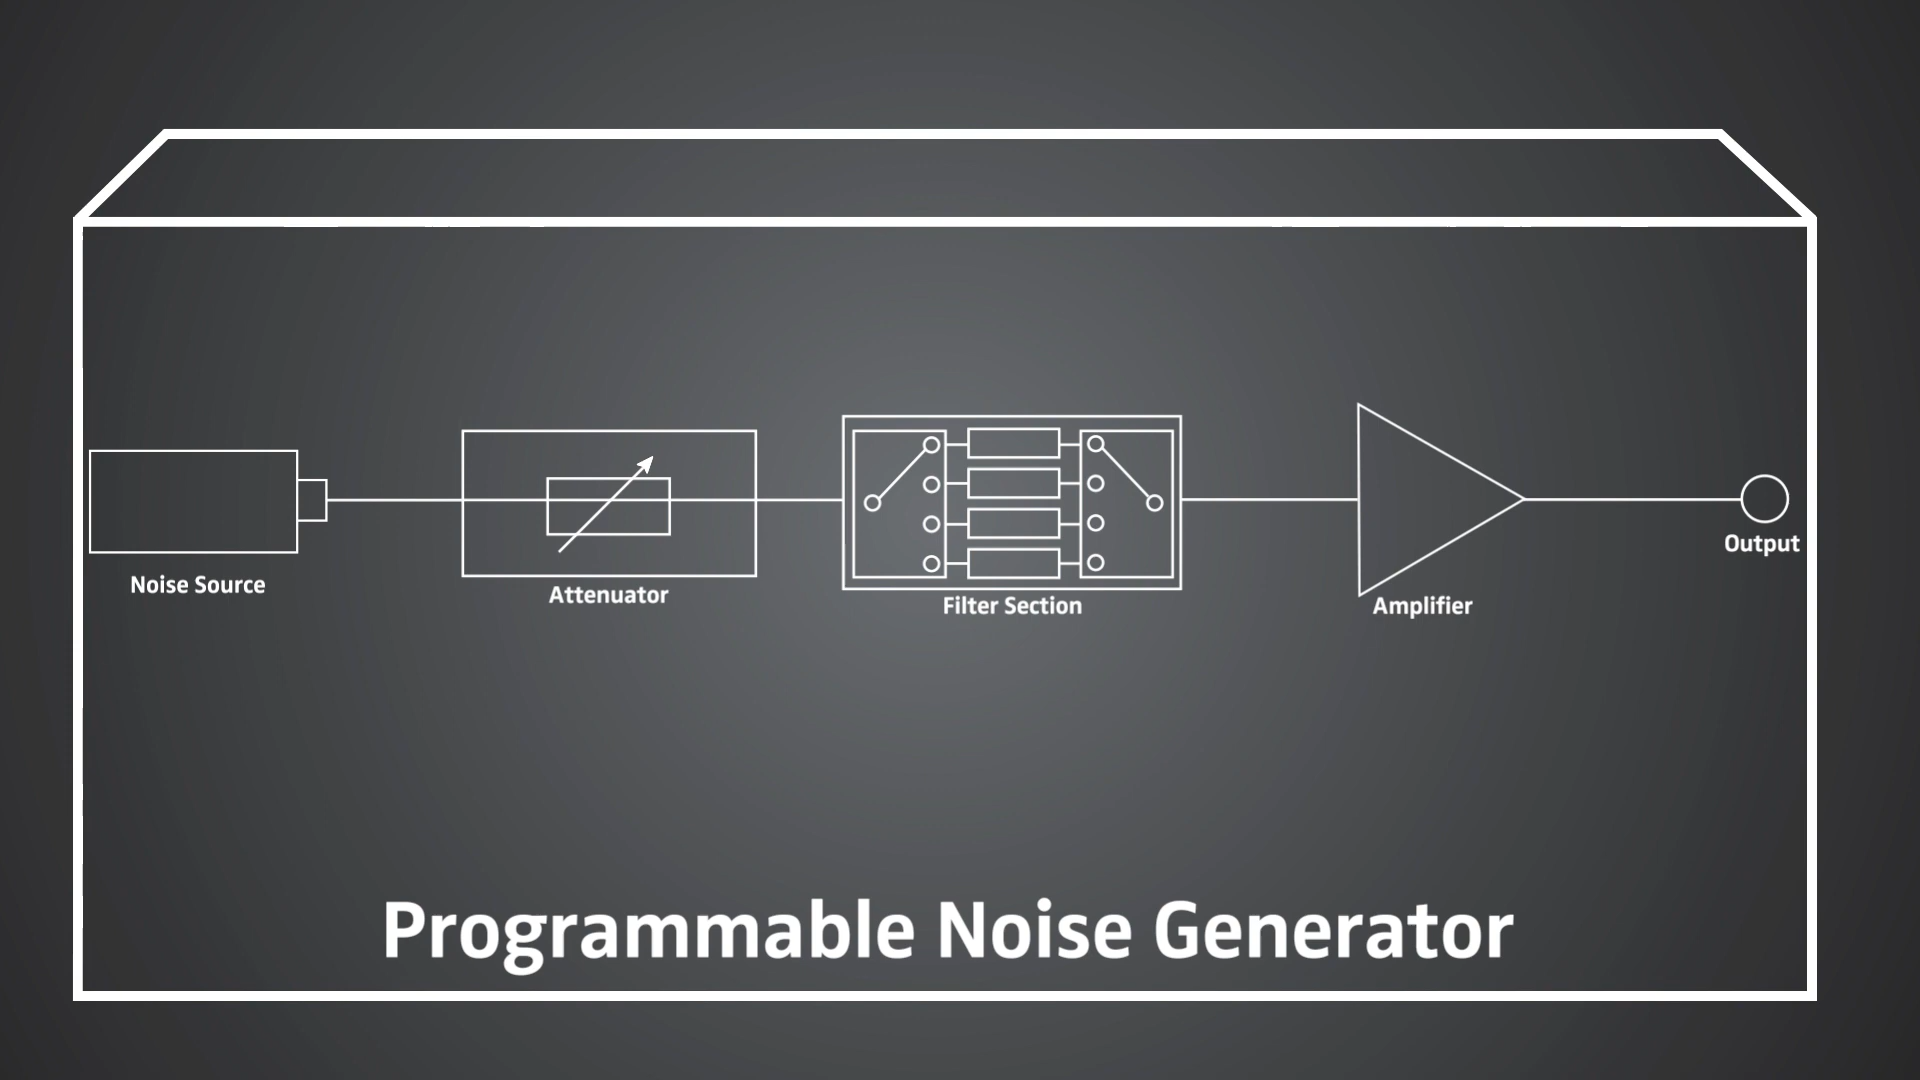 Noise Source
Attenuator
Filter Section
Amplifier
Output
Programmable Noise Generator